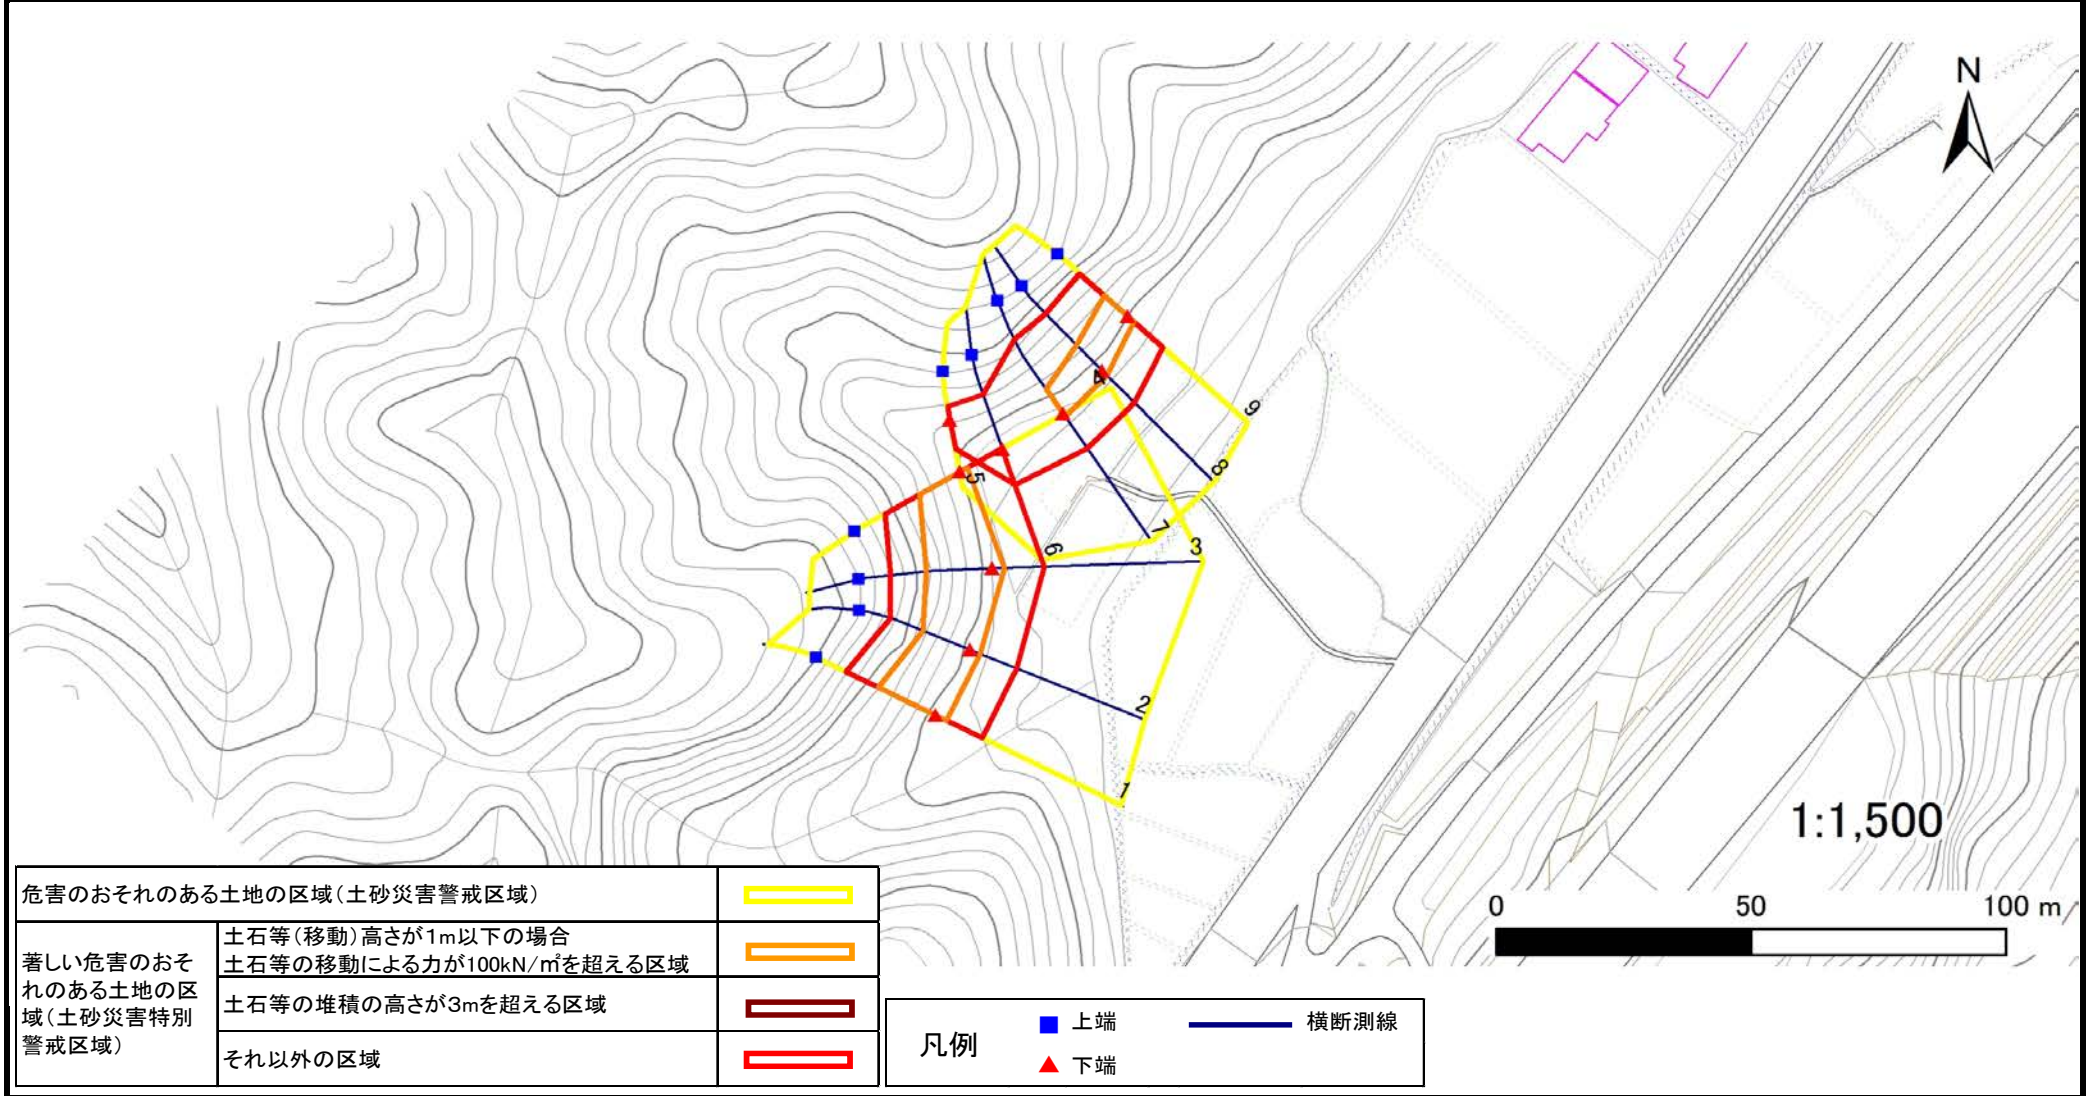 N
4
9
5
8
7
3
6
2
1
1:1,500
0 50 100 m
危害のおそれのある土地の区域(土砂災害警戒区域)
著しい危害のおそ
れのある土地の区
域(土砂災害特別
警戒区域)
土石等(移動)高さが1m以下の場合
土石等の移動による力が100kN/㎡を超える区域
土石等の堆積の高さが3mを超える区域
それ以外の区域
凡例
上端
横断測線
下端